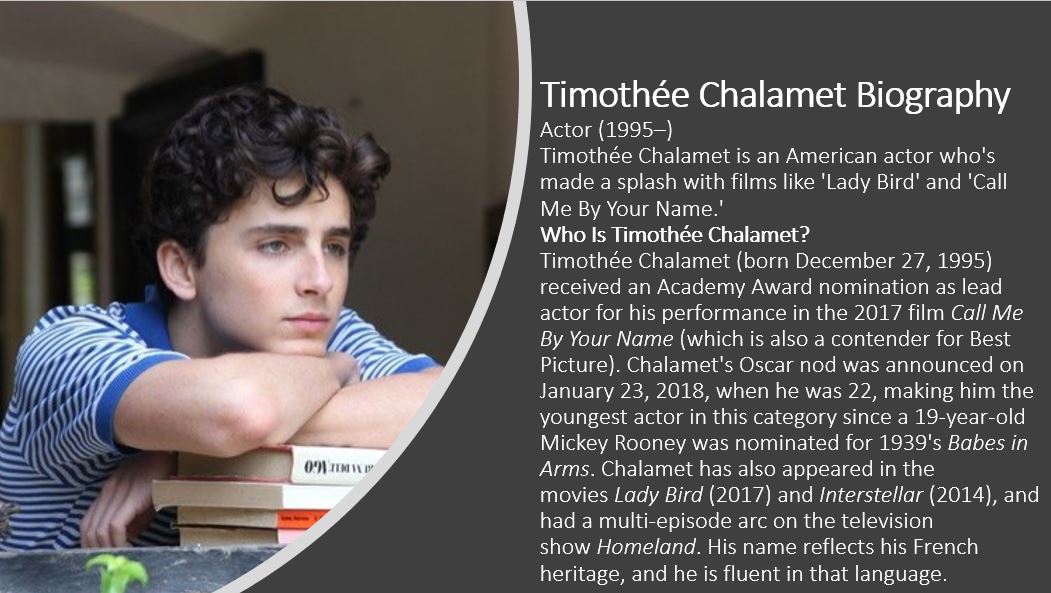 Timothée Chalamet Biography
Actor (1995–)
Timothée Chalamet is an American actor who's
made a splash with films like 'Lady Bird' and 'Call
Me By Your Name.'
Who Is Timothée Chalamet?
Timothée Chalamet (born December 27, 1995)
received an Academy Award nomination as lead
actor for his performance in the 2017 film Call Me
By Your Name (which is also a contender for Best
Picture). Chalamet's Oscar nod was announced on
January 23, 2018, when he was 22, making him the
youngest actor in this category since a 19-year-old
Mickey Rooney was nominated for 1939's Babes in
Arms. Chalamet has also appeared in the
movies Lady Bird (2017) and Interstellar (2014), and
had a multi-episode arc on the television
show Homeland. His name reflects his French
heritage, and he is fluent in that language.